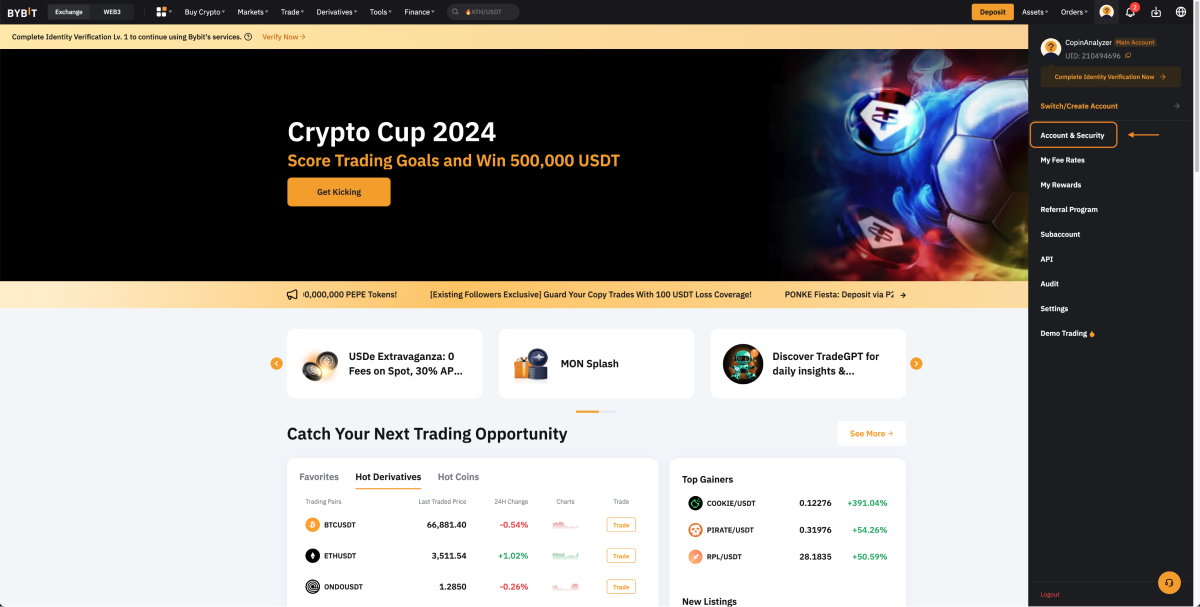 BYBIT
Exchange
WEB3
Buy Crypto
Markets
Trade
Derivatives
Tools
Finance
ATH/USDT
Deposit
Assets
Orders
2
Complete Identity Verification Lv. 1 to continue using Bybit's services.
Verify Now
Crypto Cup 2024
Score Trading Goals and Win 500,000 USDT
Get Kicking
0,000,000 PEPE Tokens!
[Existing Followers Exclusive] Guard Your Copy Trades With 100 USDT Loss Coverage!
PONKE Fiesta: Deposit via P2
USDe Extravaganza: 0
Fees on Spot, 30% AP...
MON Splash
Discover TradeGPT for
daily insights &...
Catch Your Next Trading Opportunity
See More
Favorites
Hot Derivatives
Hot Coins
Trading Pairs
Last Traded Price
24H Change
Charts
Trade
BTCUSDT
66,881.40
-0.54%
Trade
ETHUSDT
3,511.54
+1.02%
Trade
ONDOUSDT
1.2850
-0.26%
Trade
Top Gainers
COOKIE/USDT
0.12276
+391.04%
PIRATE/USDT
0.31976
+54.26%
RPL/USDT
28.1835
+50.59%
New Listings
CopinAnalyzer
Main Account
UID: 210494696
Complete Identity Verification Now
Switch/Create Account
Account & Security
My Fee Rates
My Rewards
Referral Program
Subaccount
API
Audit
Settings
Demo Trading
Logout